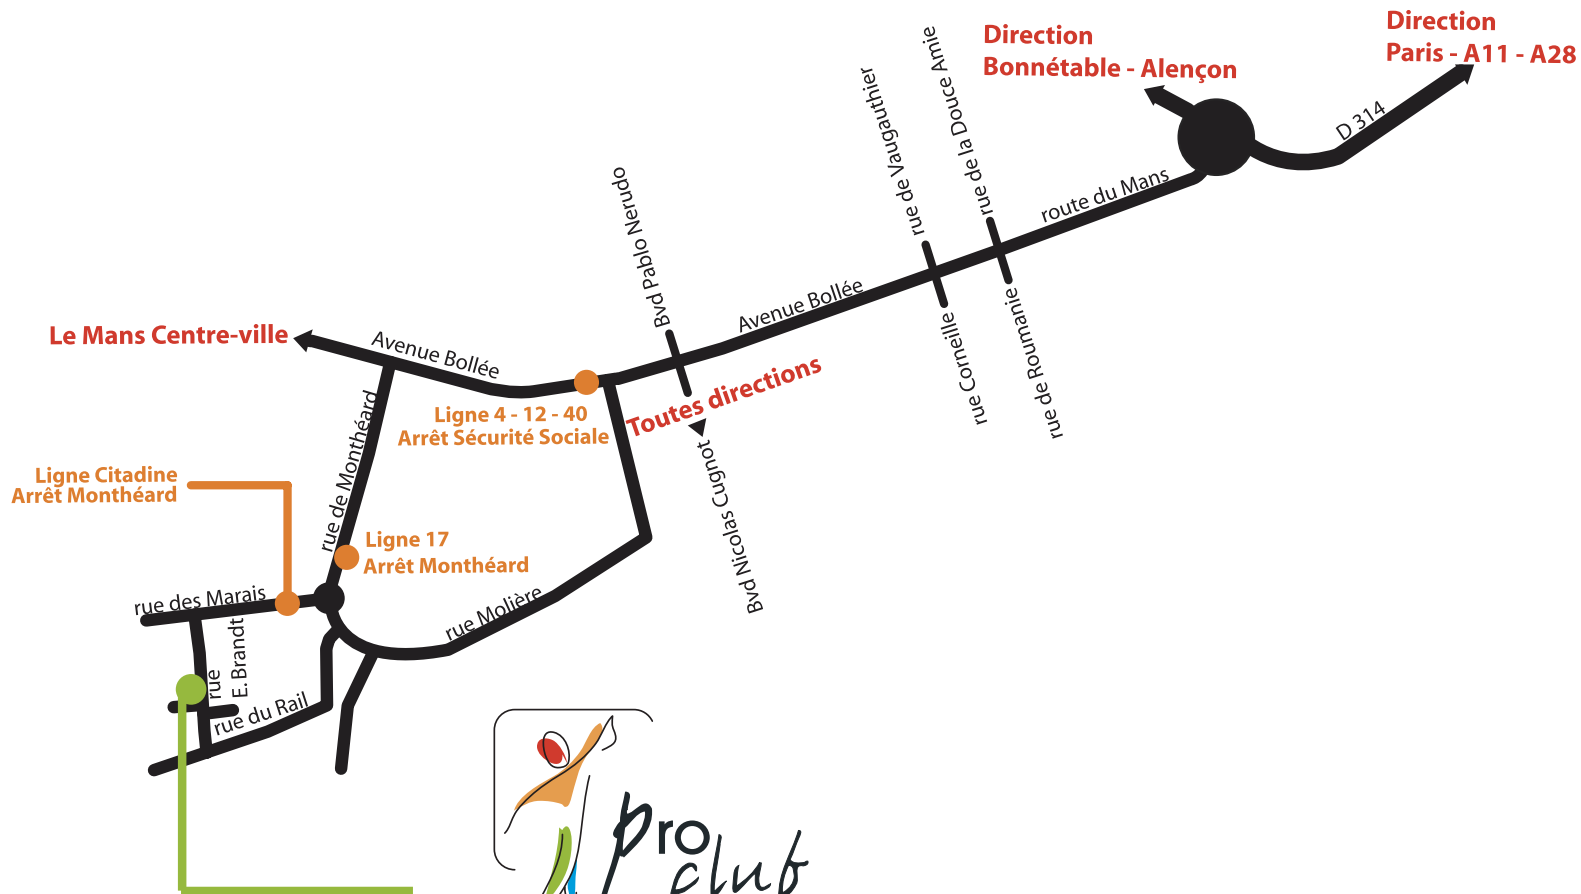 Direction
Paris - A11 - A28
Direction
Bonnétable - Alençon
D 314
rue de la Douce Amie
rue de Vaugauthier
route du Mans
Bvd Pablo Nerudo
Avenue Bollée
rue Corneille
rue de Roumanie
Le Mans Centre-ville
Avenue Bollée
Toutes directions
Ligne 4 - 12 - 40
Arrêt Sécurité Sociale
rue de Monthéard
Bvd Nicolas Cugnot
Ligne Citadine
Arrêt Monthéard
Ligne 17
Arrêt Monthéard
rue des Marais
rue Molière
rue
E. Brandt
rue du Rail
pro
club